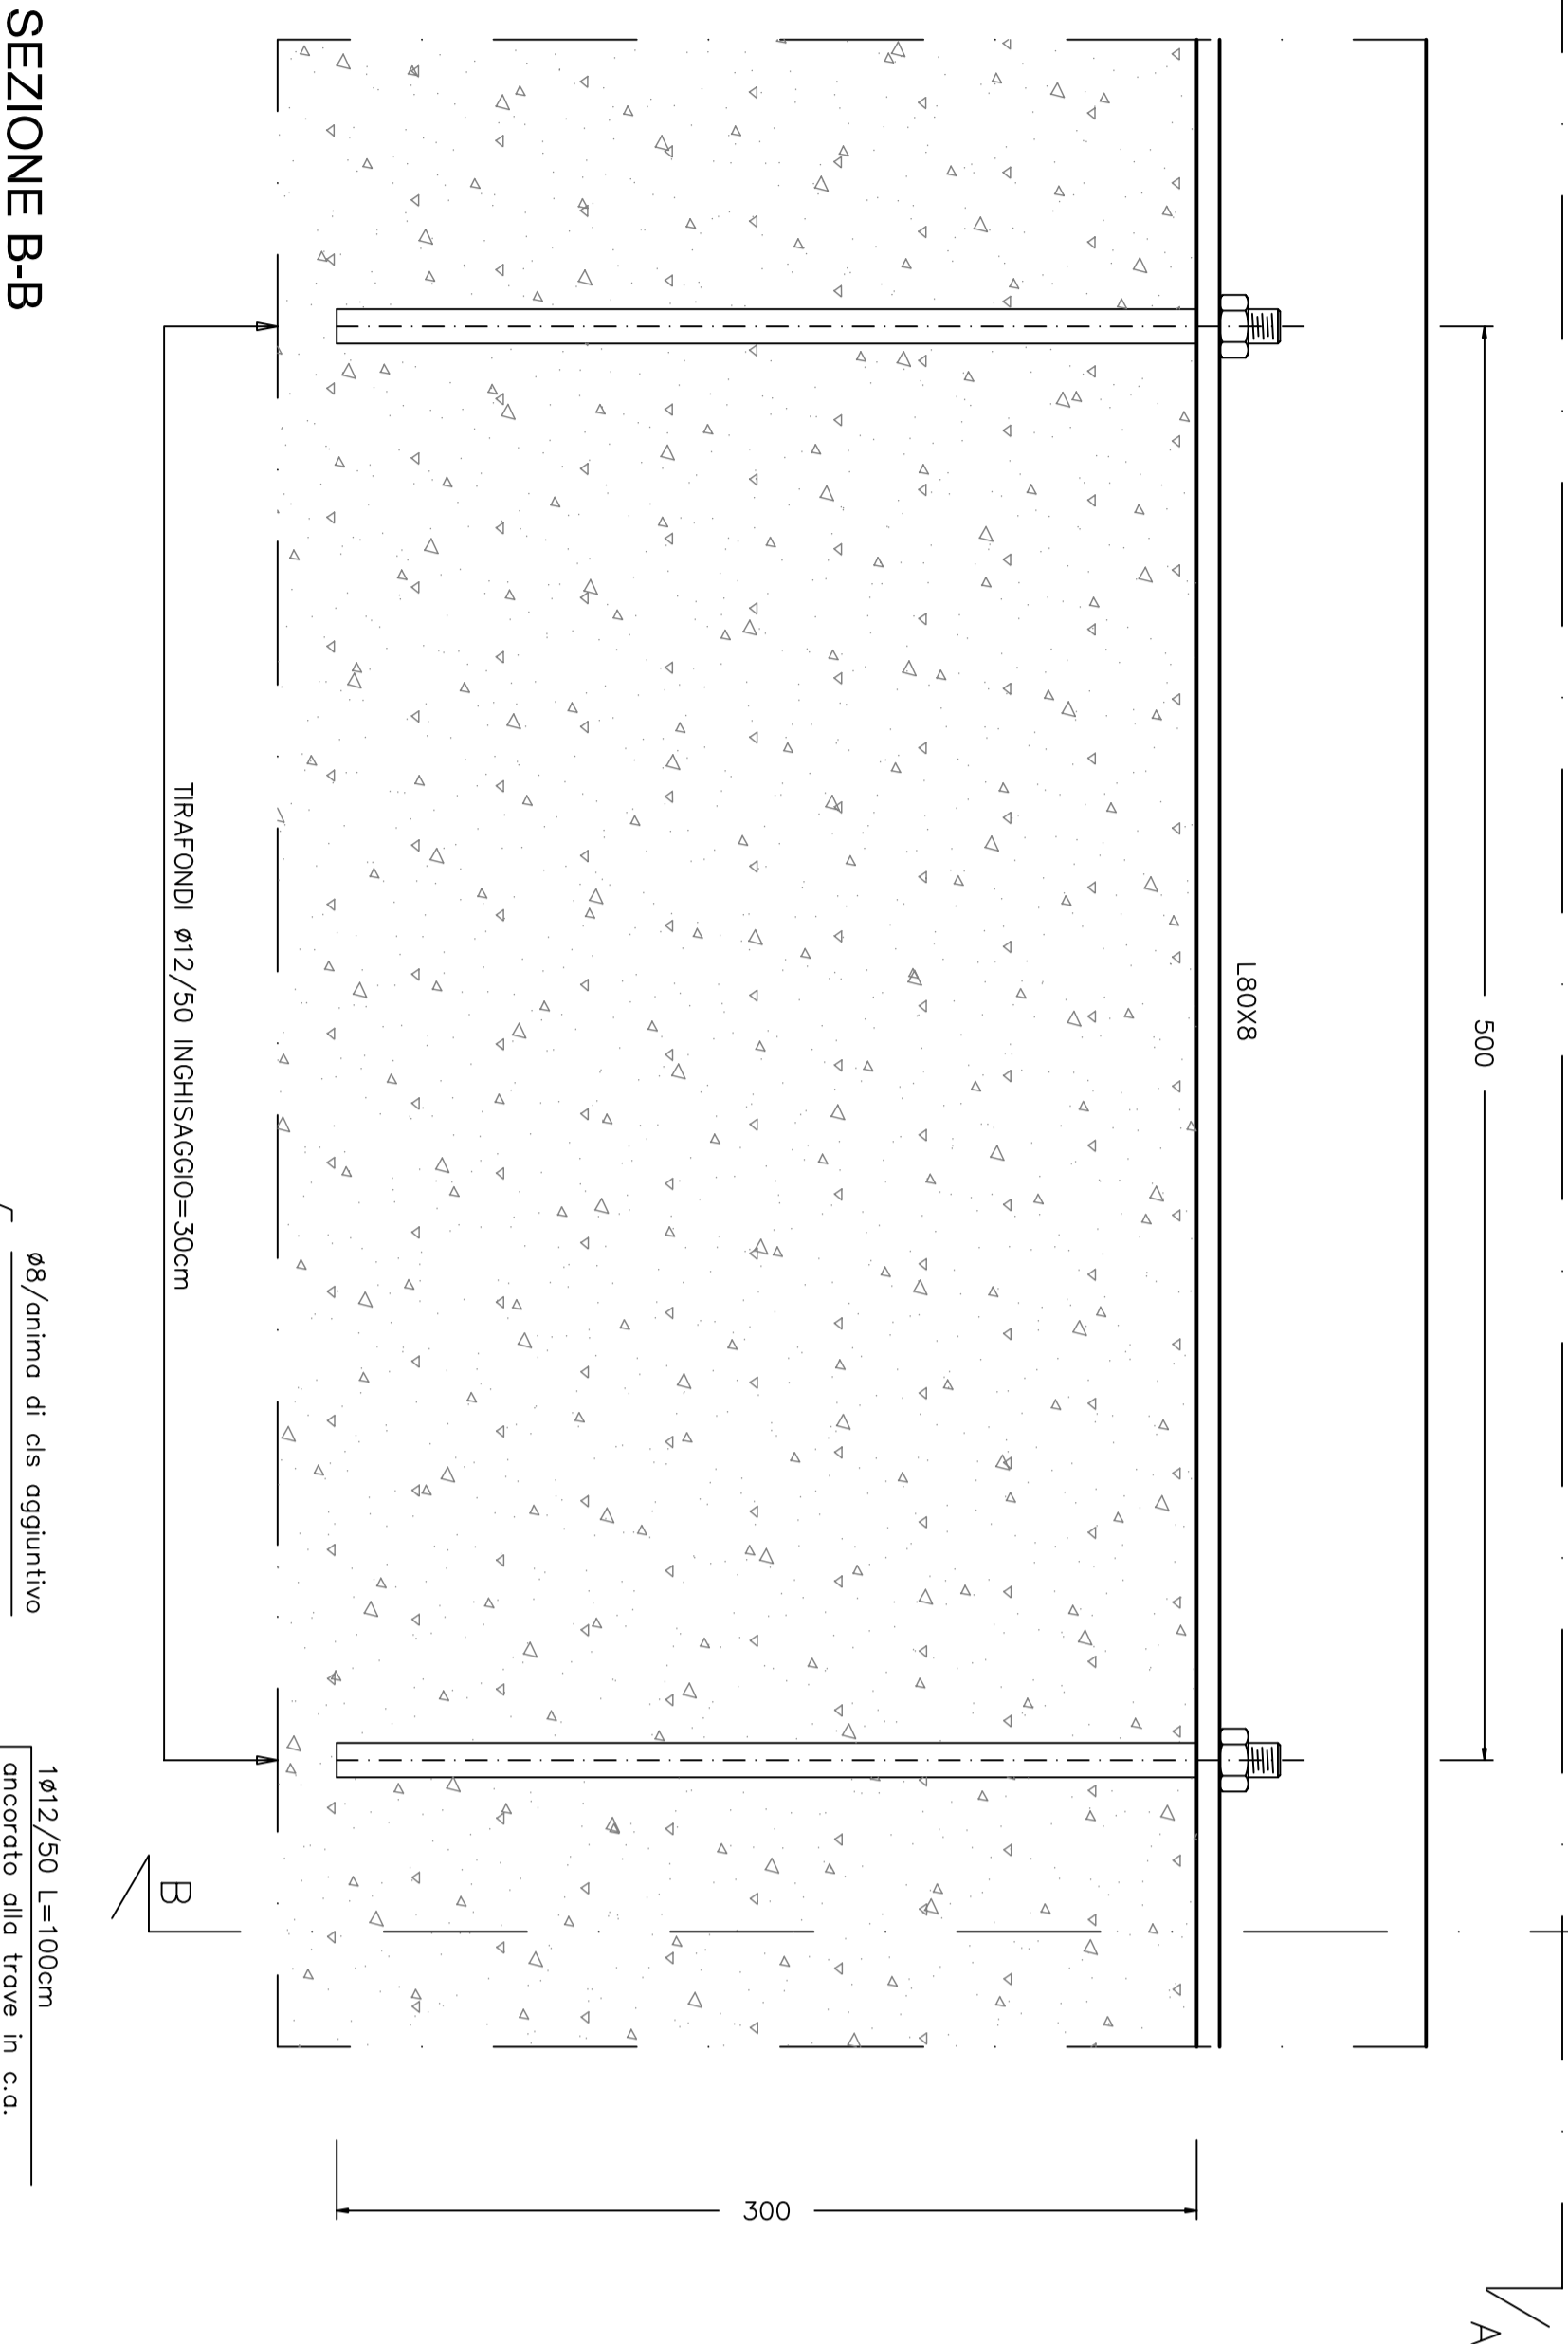 A
500
L80X8
300
TIRAFONDI ø12/50 INGHISAGGIO=30cm
B
SEZIONE B-B
ø8/anima di cls aggiuntivo
1ø12/50 L=100cm
ancorato alla trave in c.a.